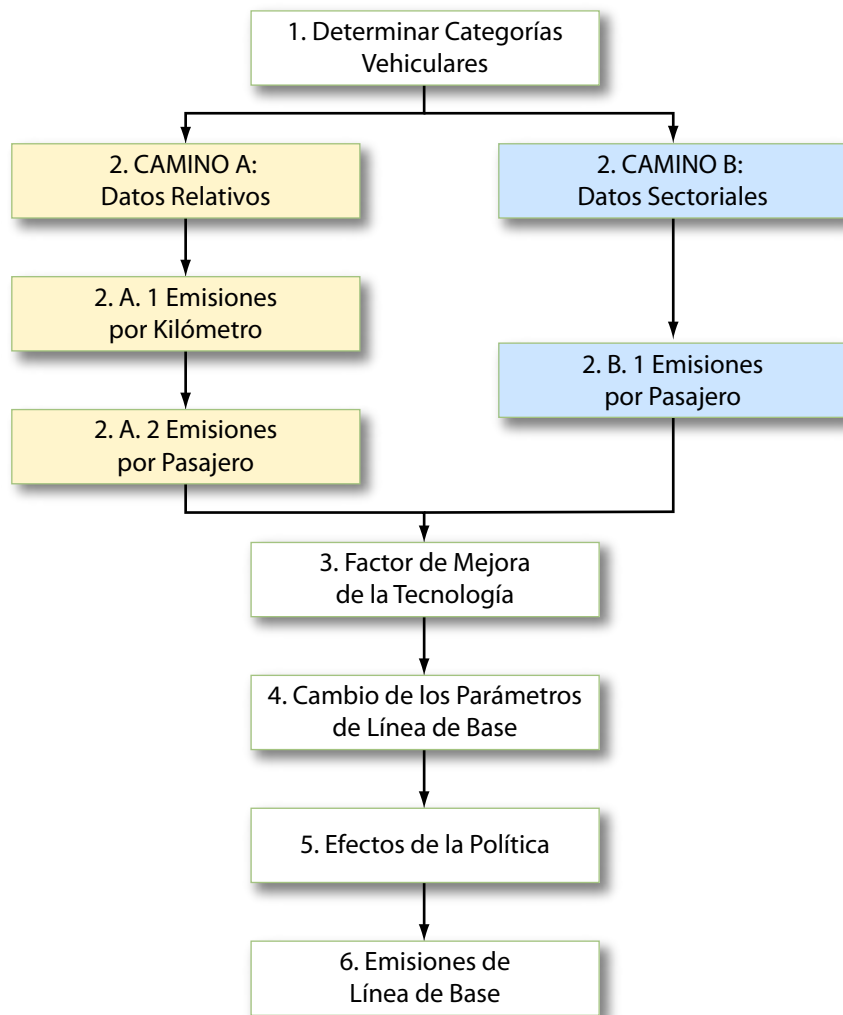 1. Determinar Categorías
Vehiculares
2. CAMINO A:
Datos Relativos
2. CAMINO B:
Datos Sectoriales
2. A. 1 Emisiones
por Kilómetro
2. B. 1 Emisiones
por Pasajero
2. A. 2 Emisiones
por Pasajero
3. Factor de Mejora
de la Tecnología
4. Cambio de los Parámetros
de Línea de Base
5. Efectos de la Política
6. Emisiones de
Línea de Base